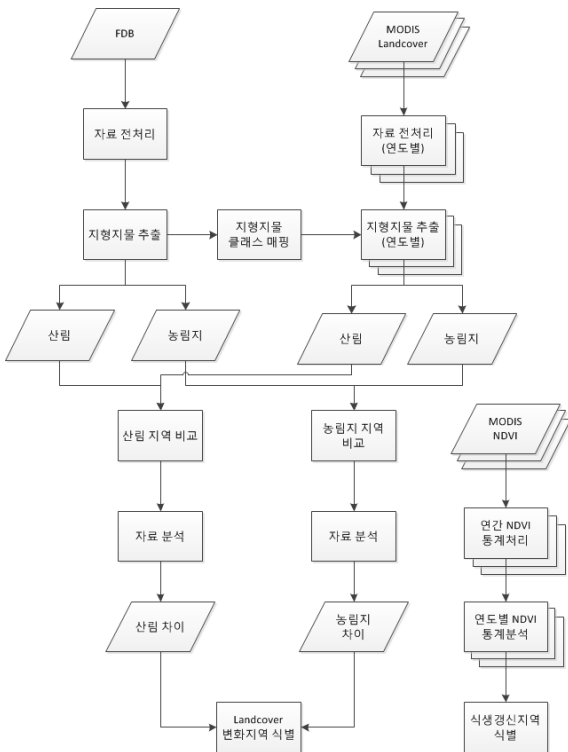 FDB
MODIS
Landcover
자료 전처리
자료 전처리
(연도별)
지형지물 추출
지형지물
클래스 매핑
지형지물 추출
(연도별)
산림
농림지
산림
농림지
산림 지역 비교
농림지 지역
비교
MODIS
NDVI
자료 분석
자료 분석
연간 NDVI
통계처리
산림 차이
농림지
차이
연도별 NDVI
통계분석
Landcover
변화지역 식별
식생갱신지역
식별